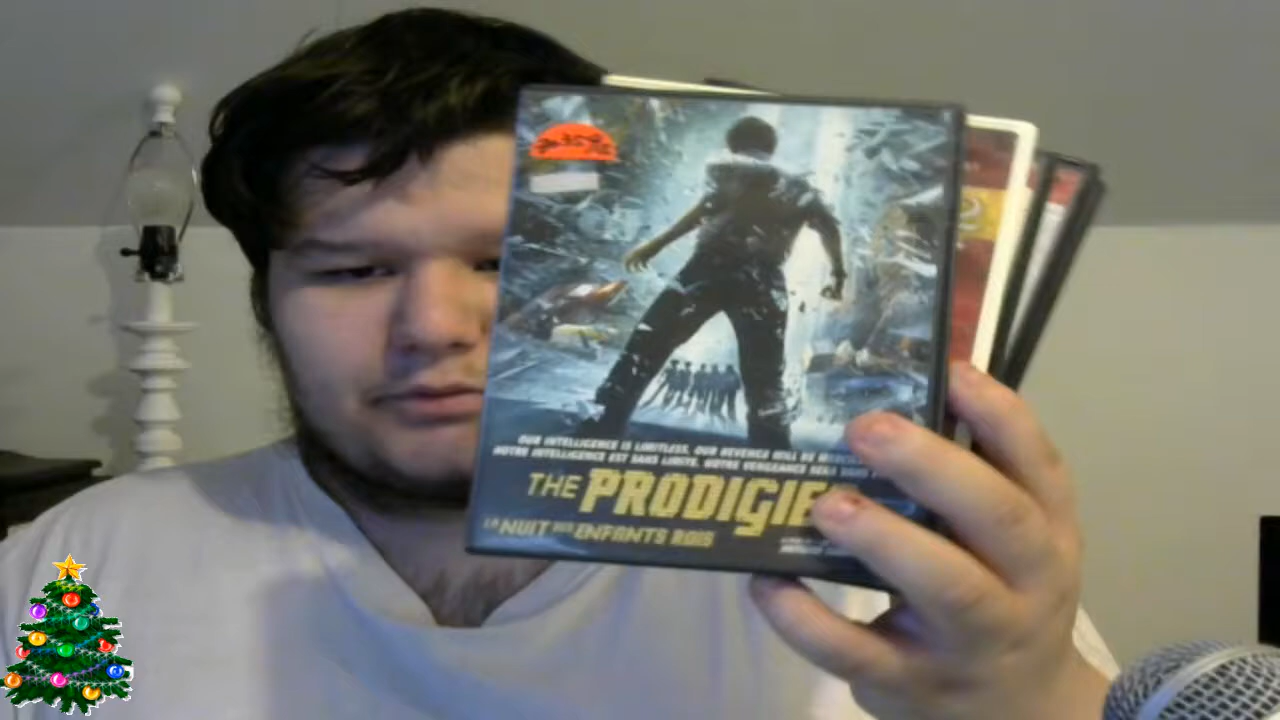 OUR INTELLIGENCE IS LIMITLESS, OUR REVENGE WILL BE
NOTRE INTELLIGENCE EST SANS LIMITE, NOTRE VENGEANCE SERA SANS
THE PRODIGIE
LA NUIT DES ENFANTS ROIS